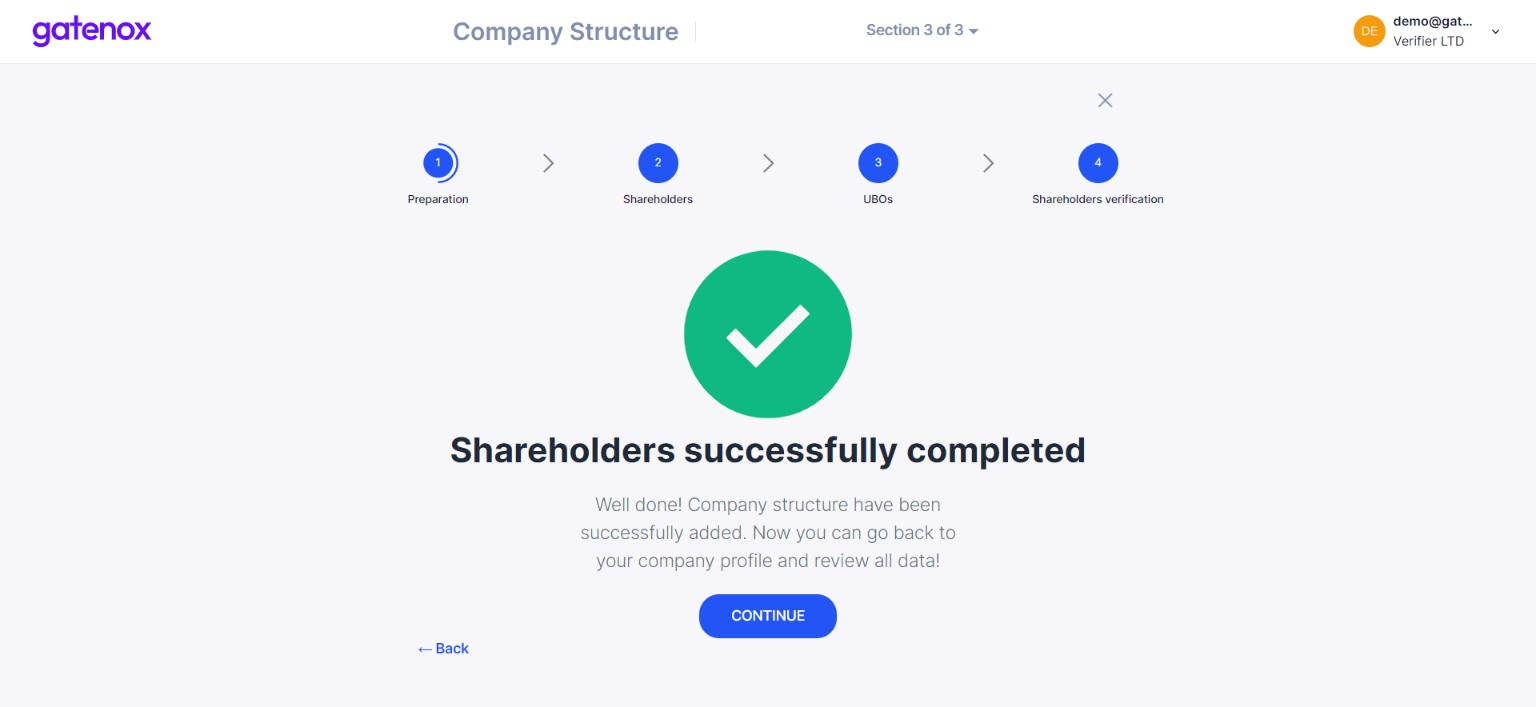 gatenox
Company Structure
Section 3 of 3
DE
demo@gat...
Verifier LTD
1
2
3
4
Preparation
Shareholders
UBOs
Shareholders verification
Shareholders successfully completed
Well done! Company structure have been
successfully added. Now you can go back to
your company profile and review all data!
CONTINUE
← Back